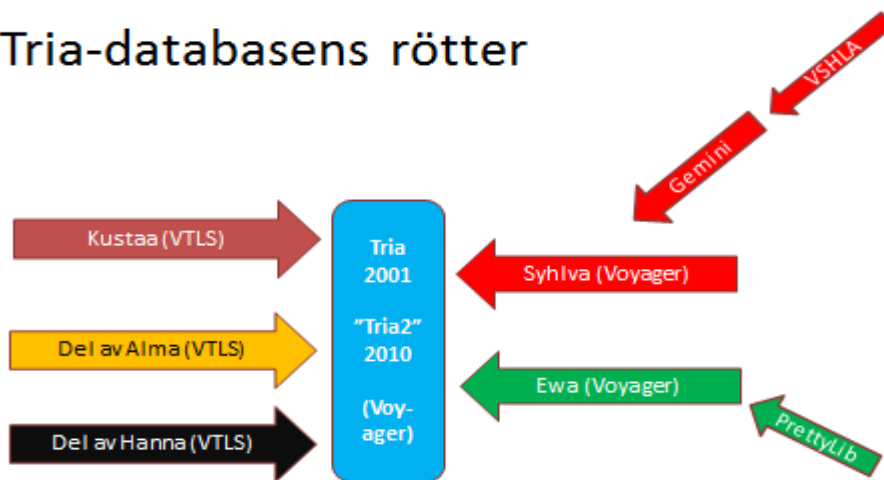 Tria-databasens rötter
VSHLA
Gemini
Kustaa (VTLS)
Del av Alma (VTLS)
Del av Hanna (VTLS)
Tria
2001
"Tria2"
2010
(Voy-
ager)
Syhlva (Voyager)
Ewa (Voyager)
PrettyLib